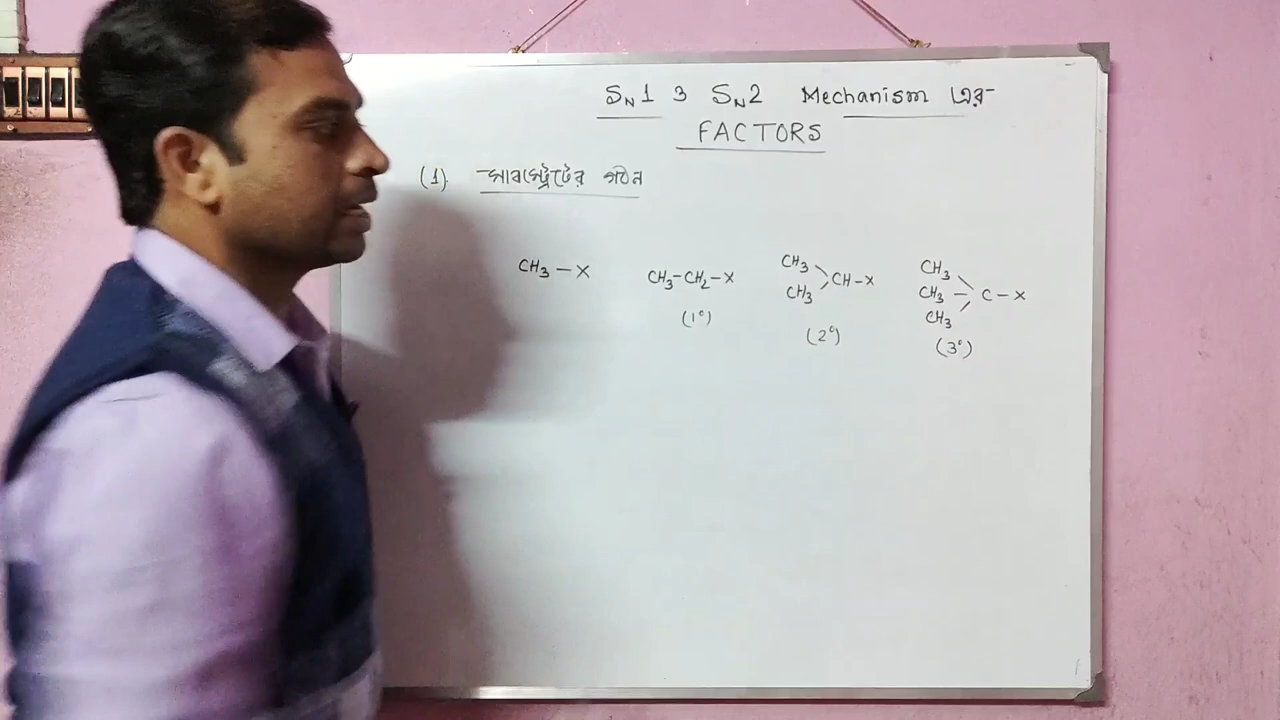 SN1 ও SN2 Mechanism এর
FACTORS
(1). সাবস্ট্রেটের গঠন
CH3 – X
CH3–CH2–X
(1°)
CH3
CH3 > CH–X
(2°)
CH3
CH3 – C – X
CH3
(3°)